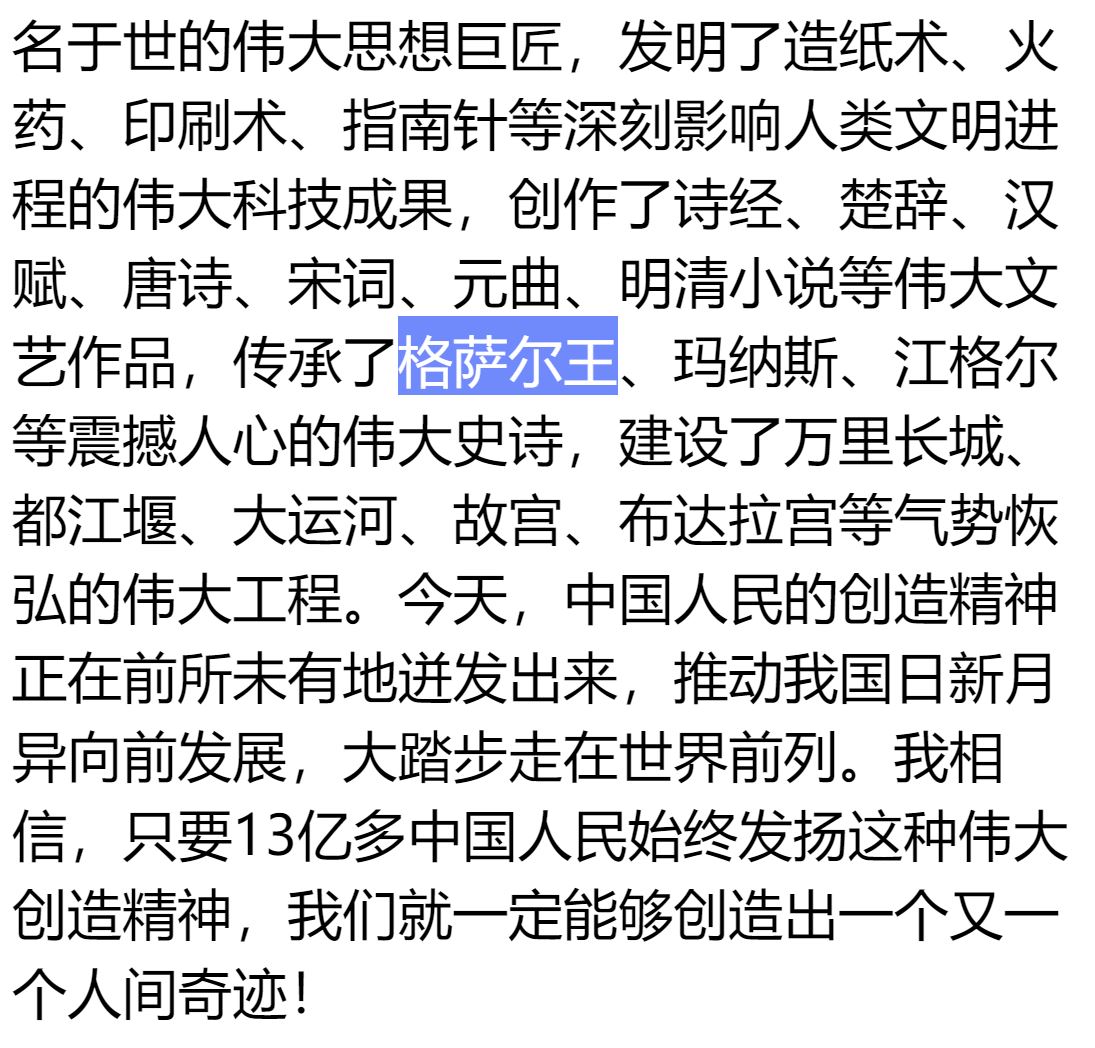 名于世的伟大思想巨匠，发明了造纸术、火
药、印刷术、指南针等深刻影响人类文明进
程的伟大科技成果，创作了诗经、楚辞、汉
赋、唐诗、宋词、元曲、明清小说等伟大文
艺作品，传承了格萨尔王、玛纳斯、江格尔
等震撼人心的伟大史诗，建设了万里长城、
都江堰、大运河、故宫、布达拉宫等气势恢
弘的伟大工程。今天，中国人民的创造精神
正在前所未有地迸发出来，推动我国日新月
异向前发展，大踏步走在世界前列。我相
信，只要13亿多中国人民始终发扬这种伟大
创造精神，我们就一定能够创造出一个又一
个人间奇迹！